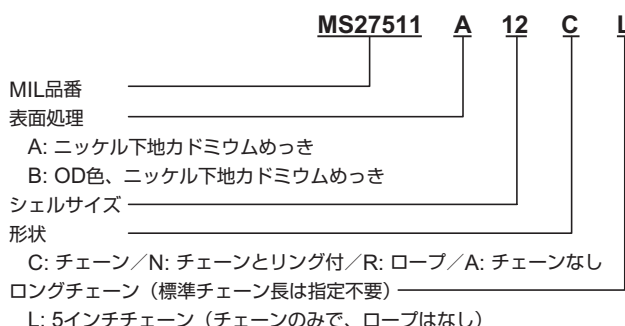 MS27511 A 12 C L
MIL品番
表面処理
A: ニッケル下地カドミウムめっき
B: OD色、ニッケル下地カドミウムめっき
シェルサイズ
形状
C: チェーン／N: チェーンとリング付／R: ロープ／A: チェーンなし
ロングチェーン（標準チェーン長は指定不要）
L: 5インチチェーン（チェーンのみで、ロープはなし）